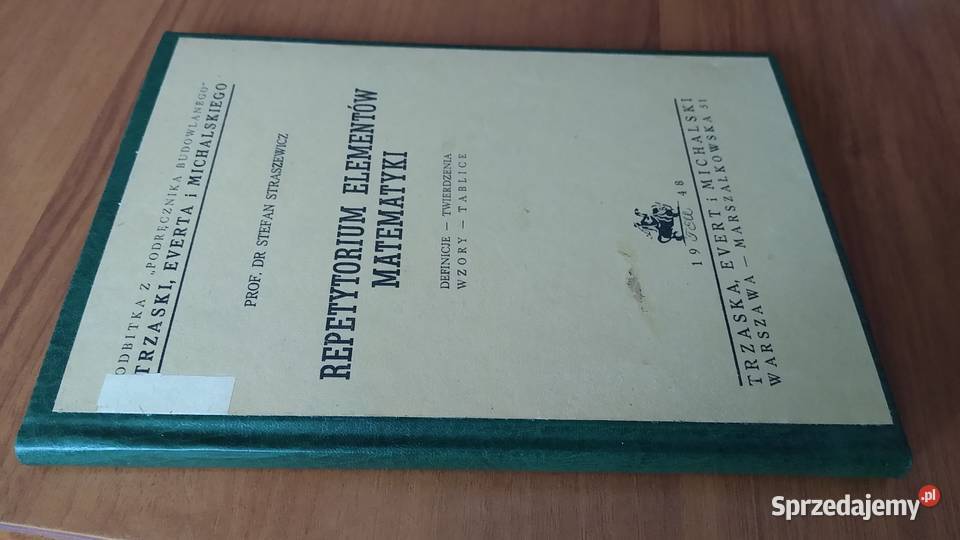 ODBITKA Z „PODRĘCZNIKA BUDOWLANEGO”
TRZASKI, EVERTA i MICHALSKIEGO
PROF. DR STEFAN STRASZEWICZ
REPETYTORIUM ELEMENTÓW
MATEMATYKI
DEFINICJE — TWIERDZENIA
WZORY — TABLICE
19 48
TRZASKA, EVERT i MICHALSKI
WARSZAWA — MARSZAŁKOWSKA 51
Sprzedajemy.pl